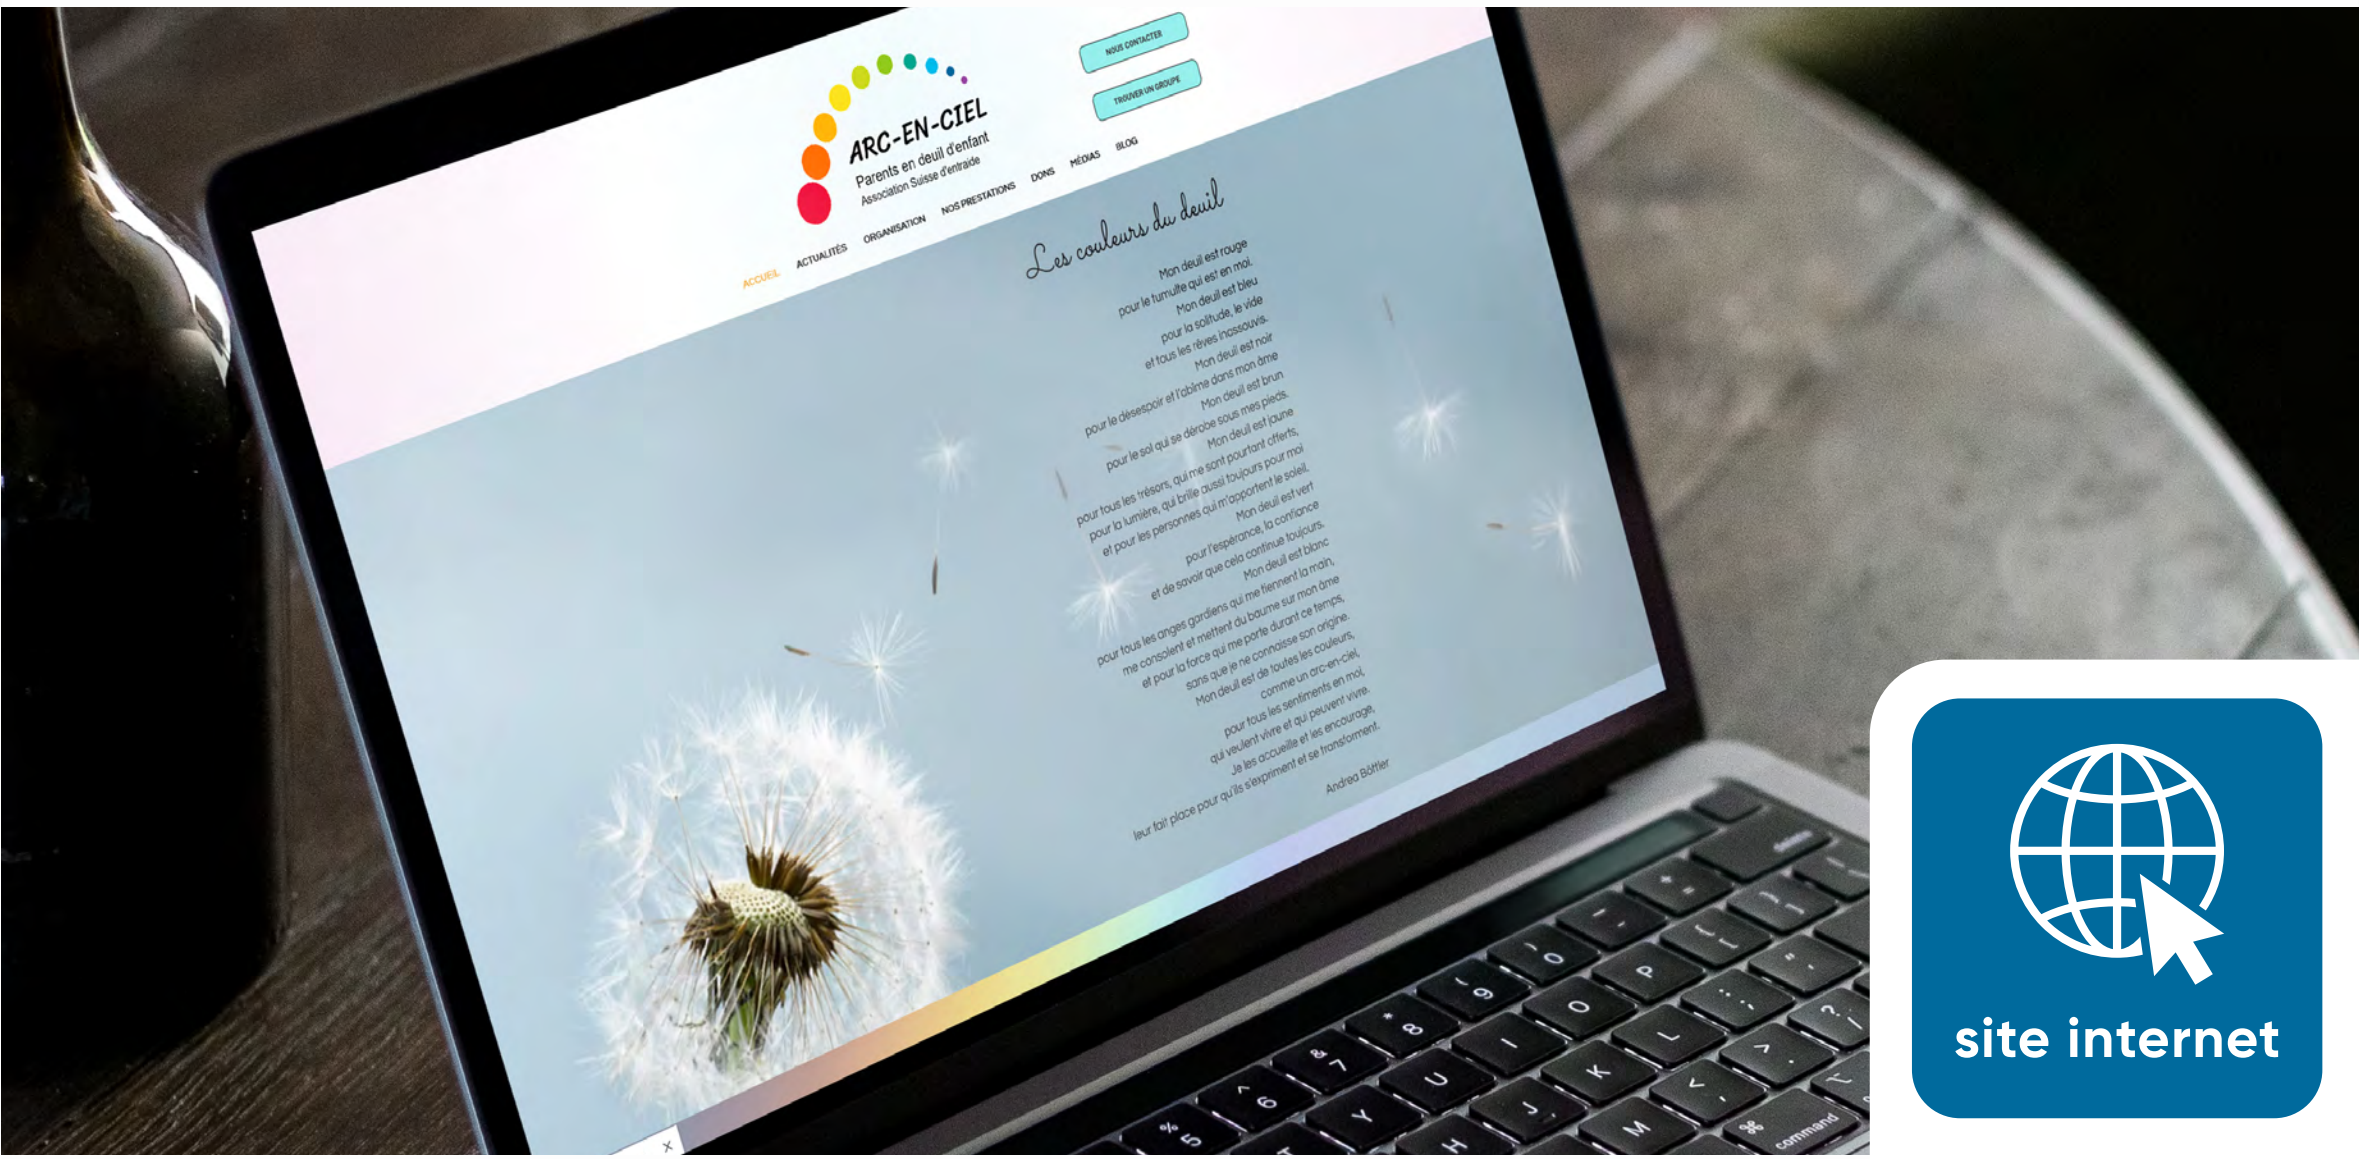 NOUS CONTACTER
TROUVER UN GROUPE
ARC-EN-CIEL
Parents en deuil d'enfant
Association Suisse d'entraide
ACCUEIL ACTUALITÉS ORGANISATION NOS PRESTATIONS DONS MÉDIAS BLOG
Les couleurs du deuil
Mon deuil est rouge
pour le tumulte qui est en moi.
Mon deuil est bleu
pour la solitude, le vide
et tous les rêves inassouvis.
Mon deuil est noir
pour le désespoir et l'abîme dans mon âme
Mon deuil est brun
pour le sol qui se dérobe sous mes pieds.
Mon deuil est jaune
pour tous les trésors, qui me sont pourtant offerts,
pour la lumière, qui brille aussi toujours pour moi
et pour les personnes qui m'apportent le soleil.
Mon deuil est vert
pour l'espérance, la confiance
et de savoir que cela continue toujours.
Mon deuil est blanc
pour tous les anges gardiens qui me tiennent la main,
me consolent et mettent du baume sur mon âme
et pour la force qui me porte durant ce temps,
sans que je ne connaisse son origine.
Mon deuil est de toutes les couleurs,
comme un arc-en-ciel,
pour tous les sentiments en moi,
qui veulent vivre et qui peuvent vivre.
Je les accueille et les encourage,
leur fait place pour qu'ils s'expriment et se transforment.
Andrea Böttler
X
delete
+ =
_ -
) 0
( 9
* 8
& 7
^ 6
% 5
} ]
{ [
P
O
I
U
Y
T
" '
: ;
L
K
J
H
? /
> .
< ,
M
⌘
command
⌥
site internet